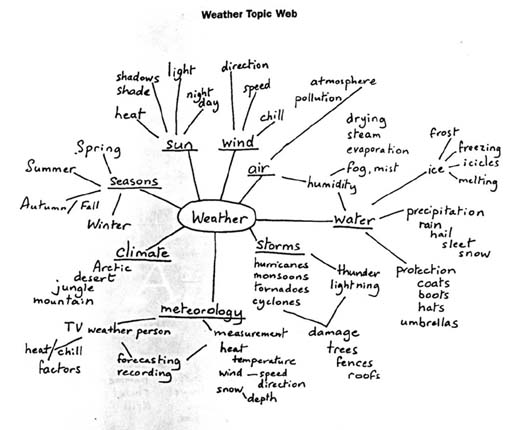 Weather Topic Web
Weather
sun
shadows
shade
light
night
day
heat
wind
direction
speed
chill
air
atmosphere
pollution
humidity
drying
steam
evaporation
fog, mist
water
ice
frost
freezing
icicles
melting
precipitation
rain
hail
sleet
snow
protection
coats
boots
hats
umbrellas
storms
hurricanes
monsoons
tornadoes
cyclones
thunder
lightning
damage
trees
fences
roofs
meteorology
TV weather person
heat/chill
factors
forecasting
recording
measurement
heat
temperature
wind — speed
direction
snow depth
climate
Arctic
desert
jungle
mountain
seasons
Spring
Summer
Autumn/Fall
Winter